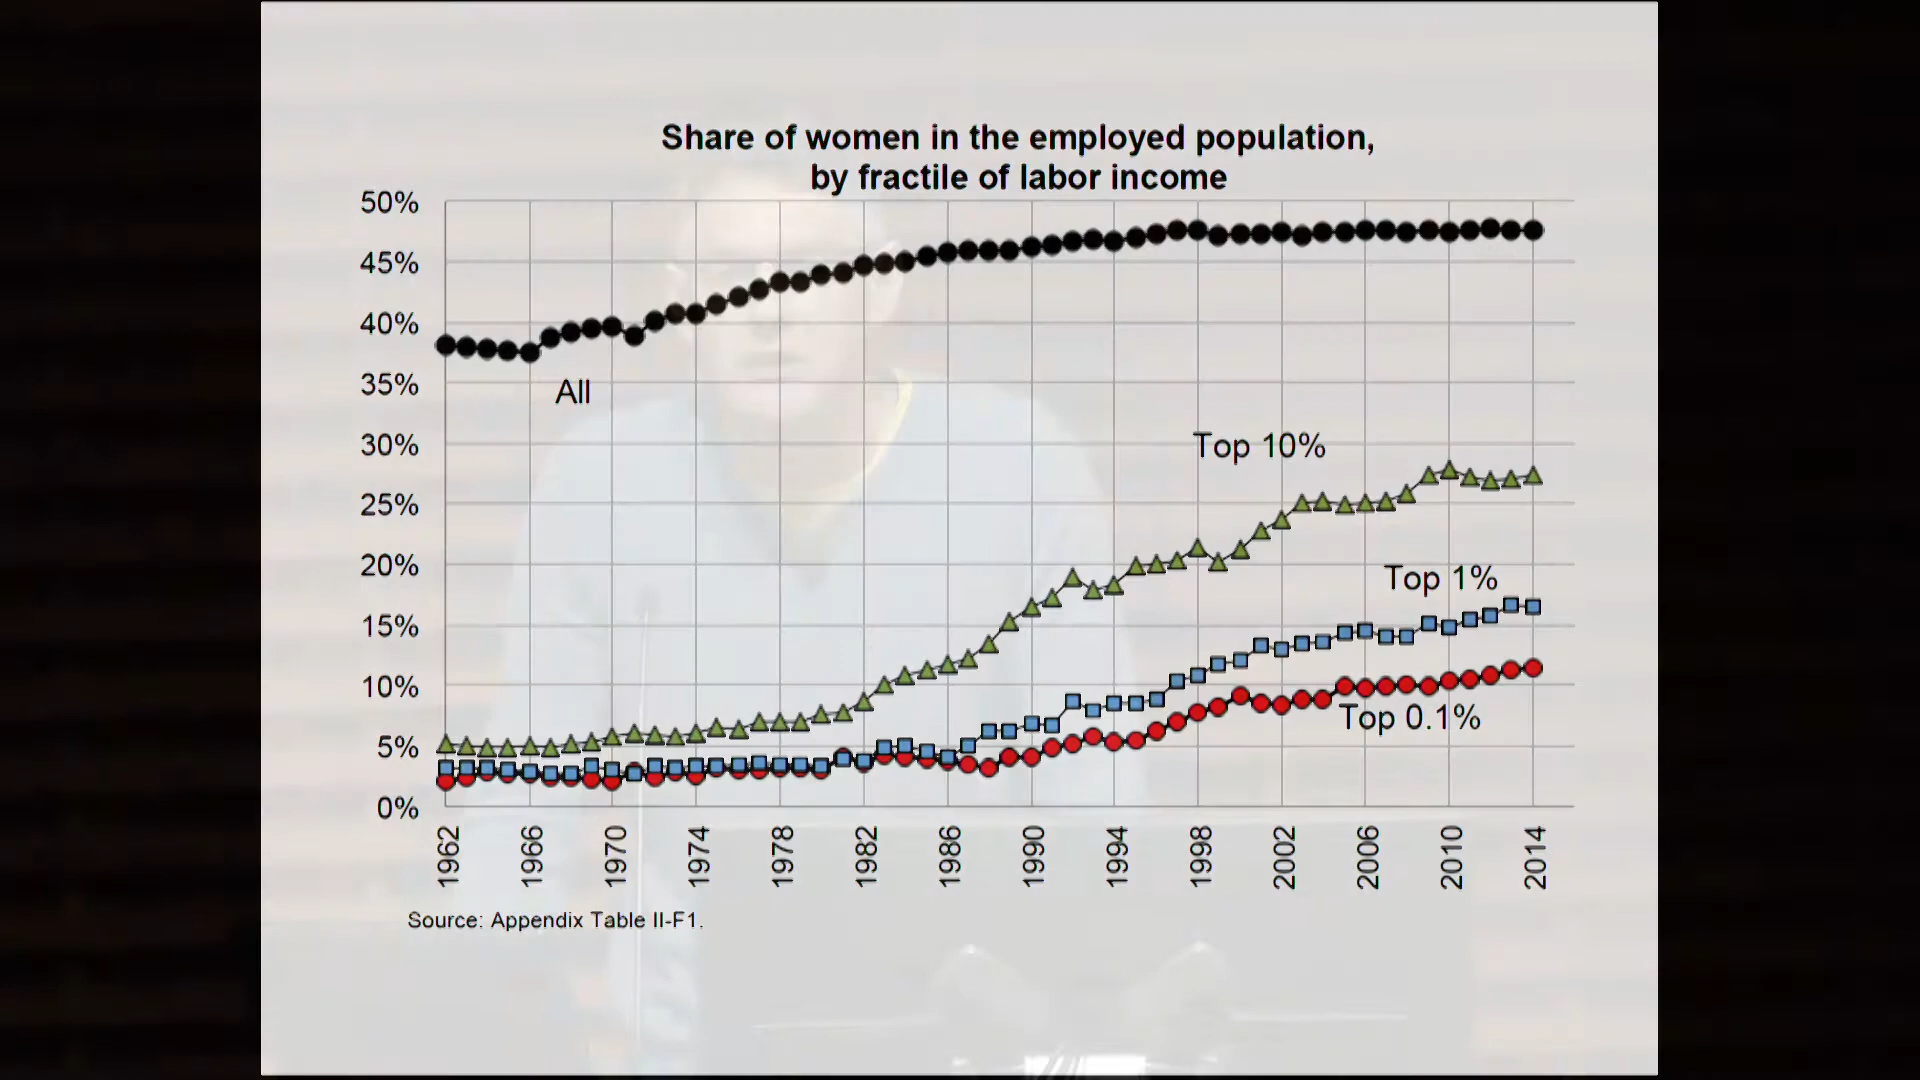 Share of women in the employed population,
by fractile of labor income
50%
45%
40%
35%
30%
25%
20%
15%
10%
5%
0%
All
Top 10%
Top 1%
Top 0.1%
1962 1966 1970 1974 1978 1982 1986 1990 1994 1998 2002 2006 2010 2014
Source: Appendix Table II-F1.